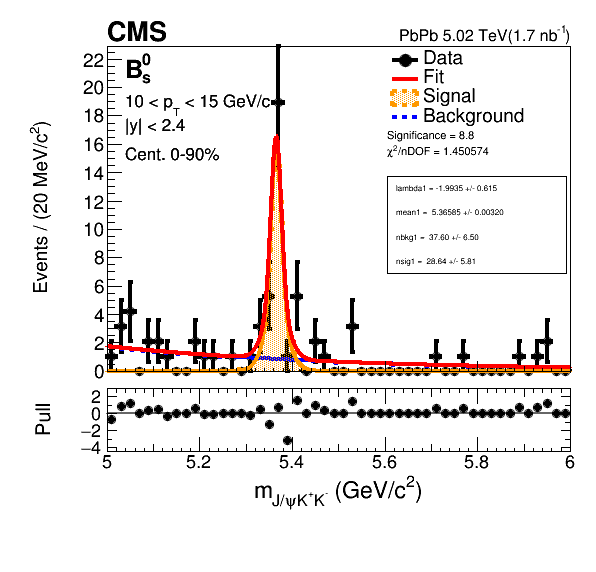 CMS
PbPb 5.02 TeV(1.7 nb⁻¹)
B⁰ₛ
10 < p_T < 15 GeV/c
|y| < 2.4
Cent. 0-90%
Data
Fit
Signal
Background
Significance = 8.8
χ²/nDOF = 1.450574
lambda1 = -1.9935 +/- 0.615
mean1 = 5.36585 +/- 0.00320
nbkg1 = 37.60 +/- 6.50
nsig1 = 28.64 +/- 5.81
Events / (20 MeV/c²)
22
20
18
16
14
12
10
8
6
4
2
0
Pull
2
0
−2
−4
5 5.2 5.4 5.6 5.8 6
m_J/ψK⁺K⁻ (GeV/c²)